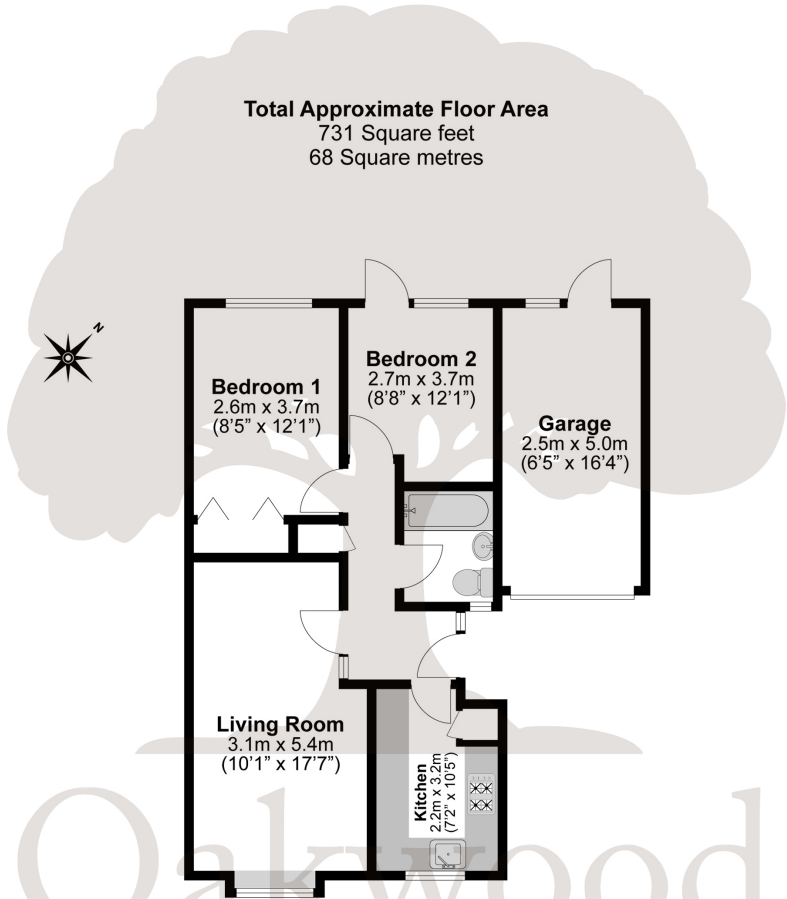 Total Approximate Floor Area
731 Square feet
68 Square metres
N
Bedroom 1
2.6m x 3.7m
(8'5" x 12'1")
Bedroom 2
2.7m x 3.7m
(8'8" x 12'1")
Garage
2.5m x 5.0m
(6'5" x 16'4")
Living Room
3.1m x 5.4m
(10'1" x 17'7")
Kitchen
2.2m x 3.2m
(7'2" x 10'5")
Oakwood